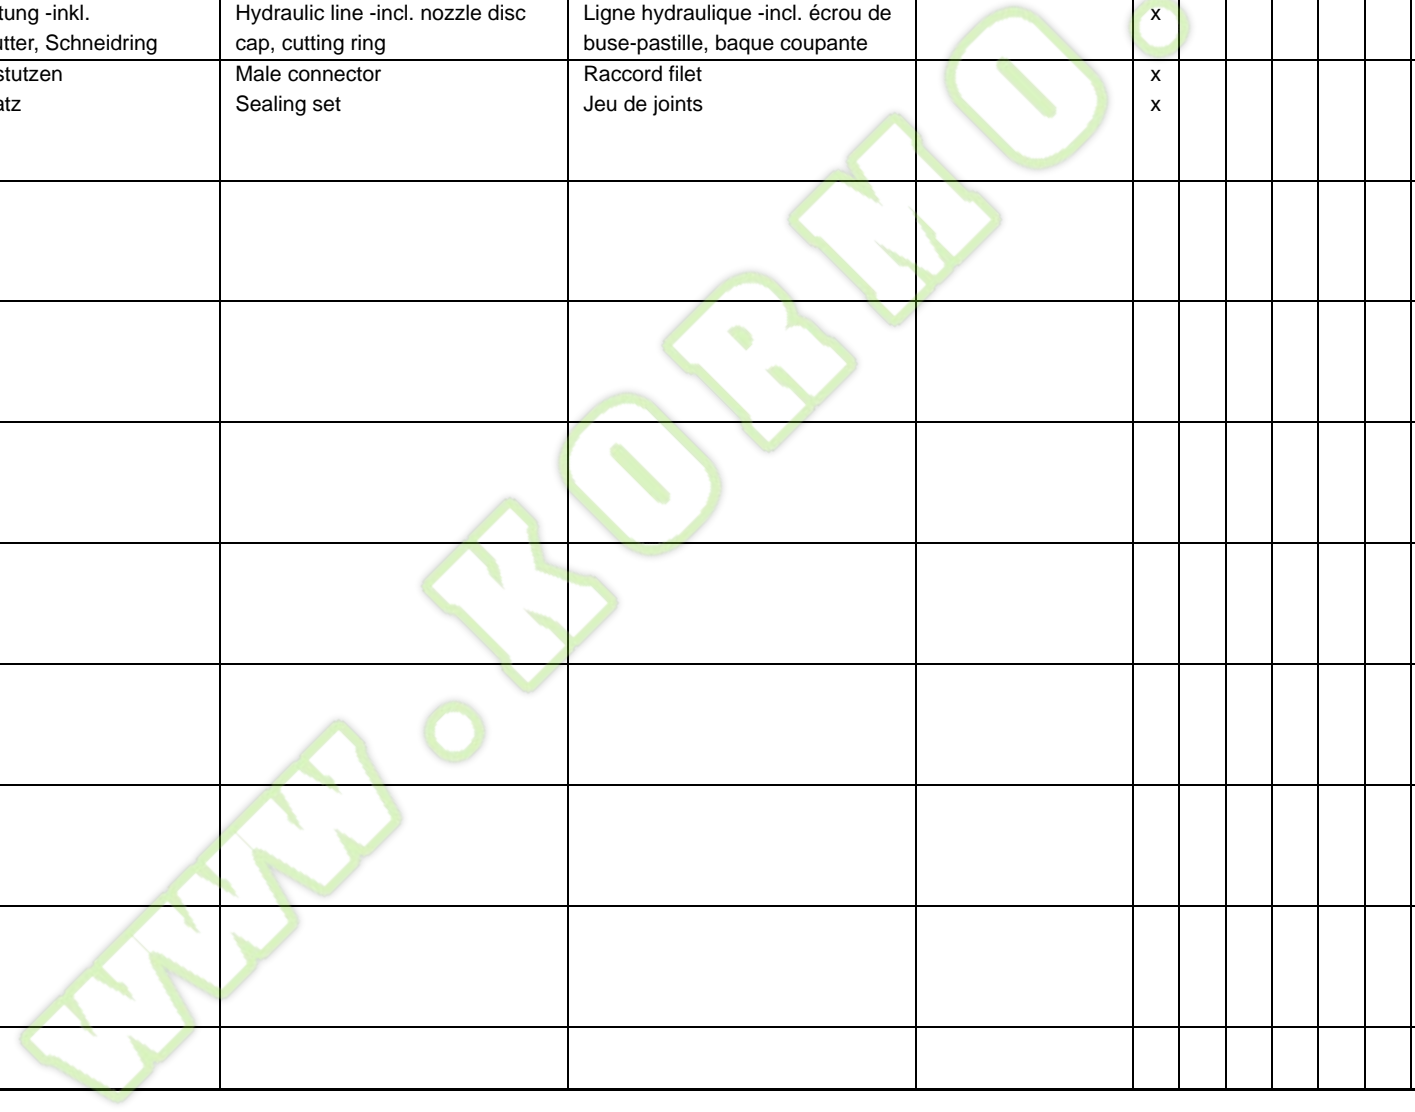 tung -inkl. Hydraulic line -incl. nozzle disc Ligne hydraulique -incl. écrou de x
utter, Schneidring cap, cutting ring buse-pastille, baque coupante
stutzen Male connector Raccord filet x
atz Sealing set Jeu de joints x
WWW.KORMO.